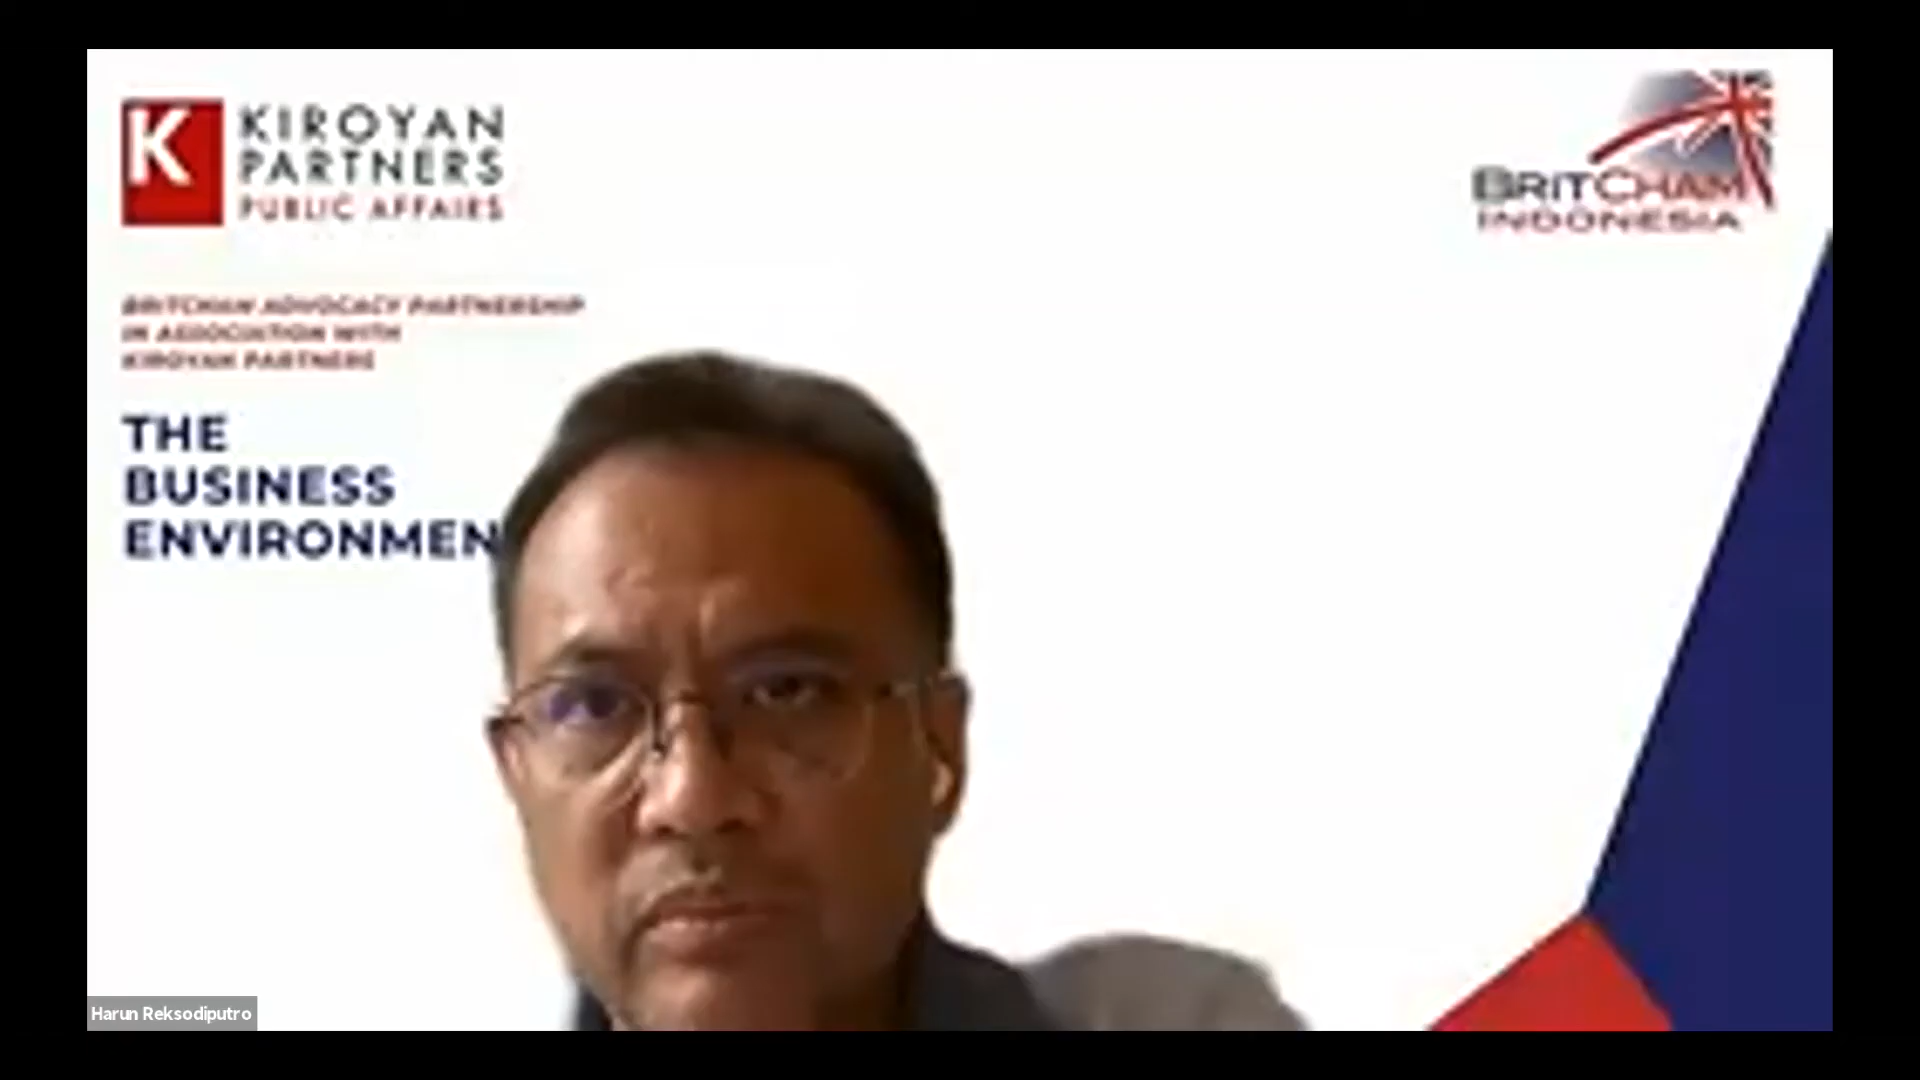 K
KIROYAN
PARTNERS
PUBLIC AFFAIRS
BRITCHAM
INDONESIA
BRITCHAM ADVOCACY PARTNERSHIP
IN ASSOCIATION WITH
KIROYAN PARTNERS
THE
BUSINESS
ENVIRONMEN
Harun Reksodiputro